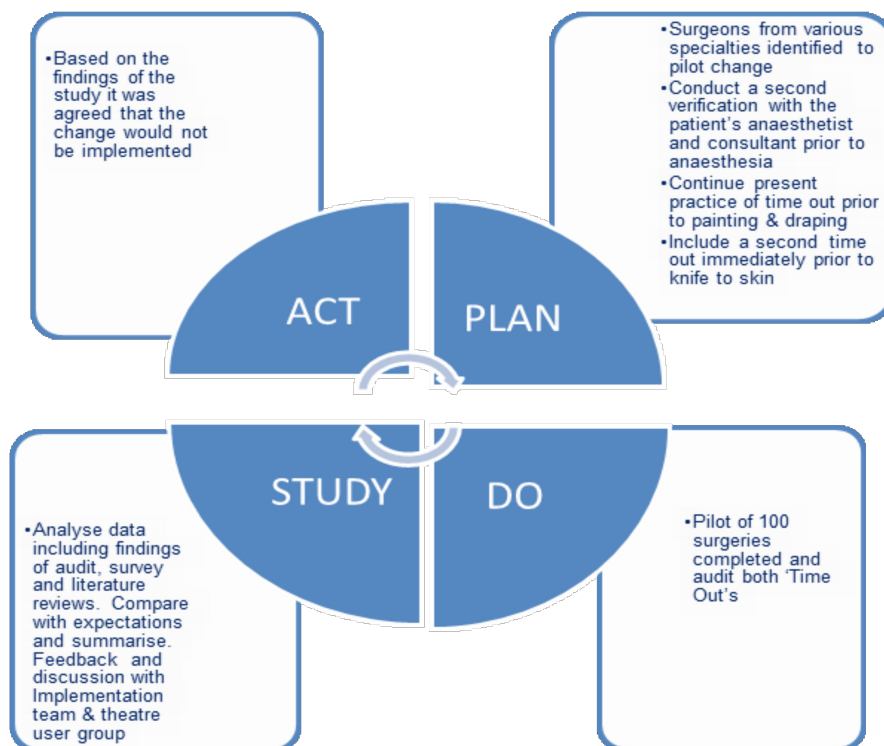 •Based on the
findings of the
study it was
agreed that the
change would not
be implemented
•Surgeons from various
specialties identified to
pilot change
•Conduct a second
verification with the
patient's anaesthetist
and consultant prior to
anaesthesia
•Continue present
practice of time out prior
to painting & draping
•Include a second time
out immediately prior to
knife to skin
ACT
PLAN
STUDY
DO
•Analyse data
including findings
of audit, survey
and literature
reviews. Compare
with expectations
and summarise.
Feedback and
discussion with
Implementation
team & theatre
user group
•Pilot of 100
surgeries
completed and
audit both 'Time
Out's